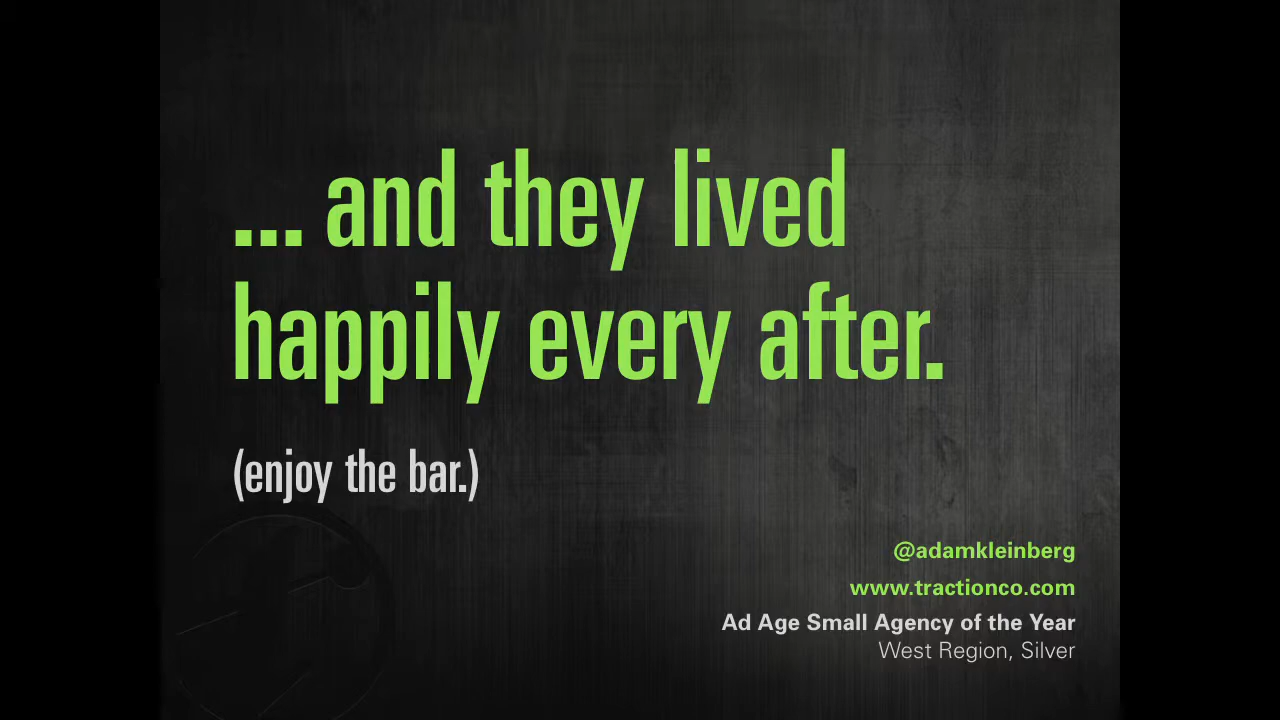 ... and they lived
happily every after.
(enjoy the bar.)
@adamkleinberg
www.tractionco.com
Ad Age Small Agency of the Year
West Region, Silver